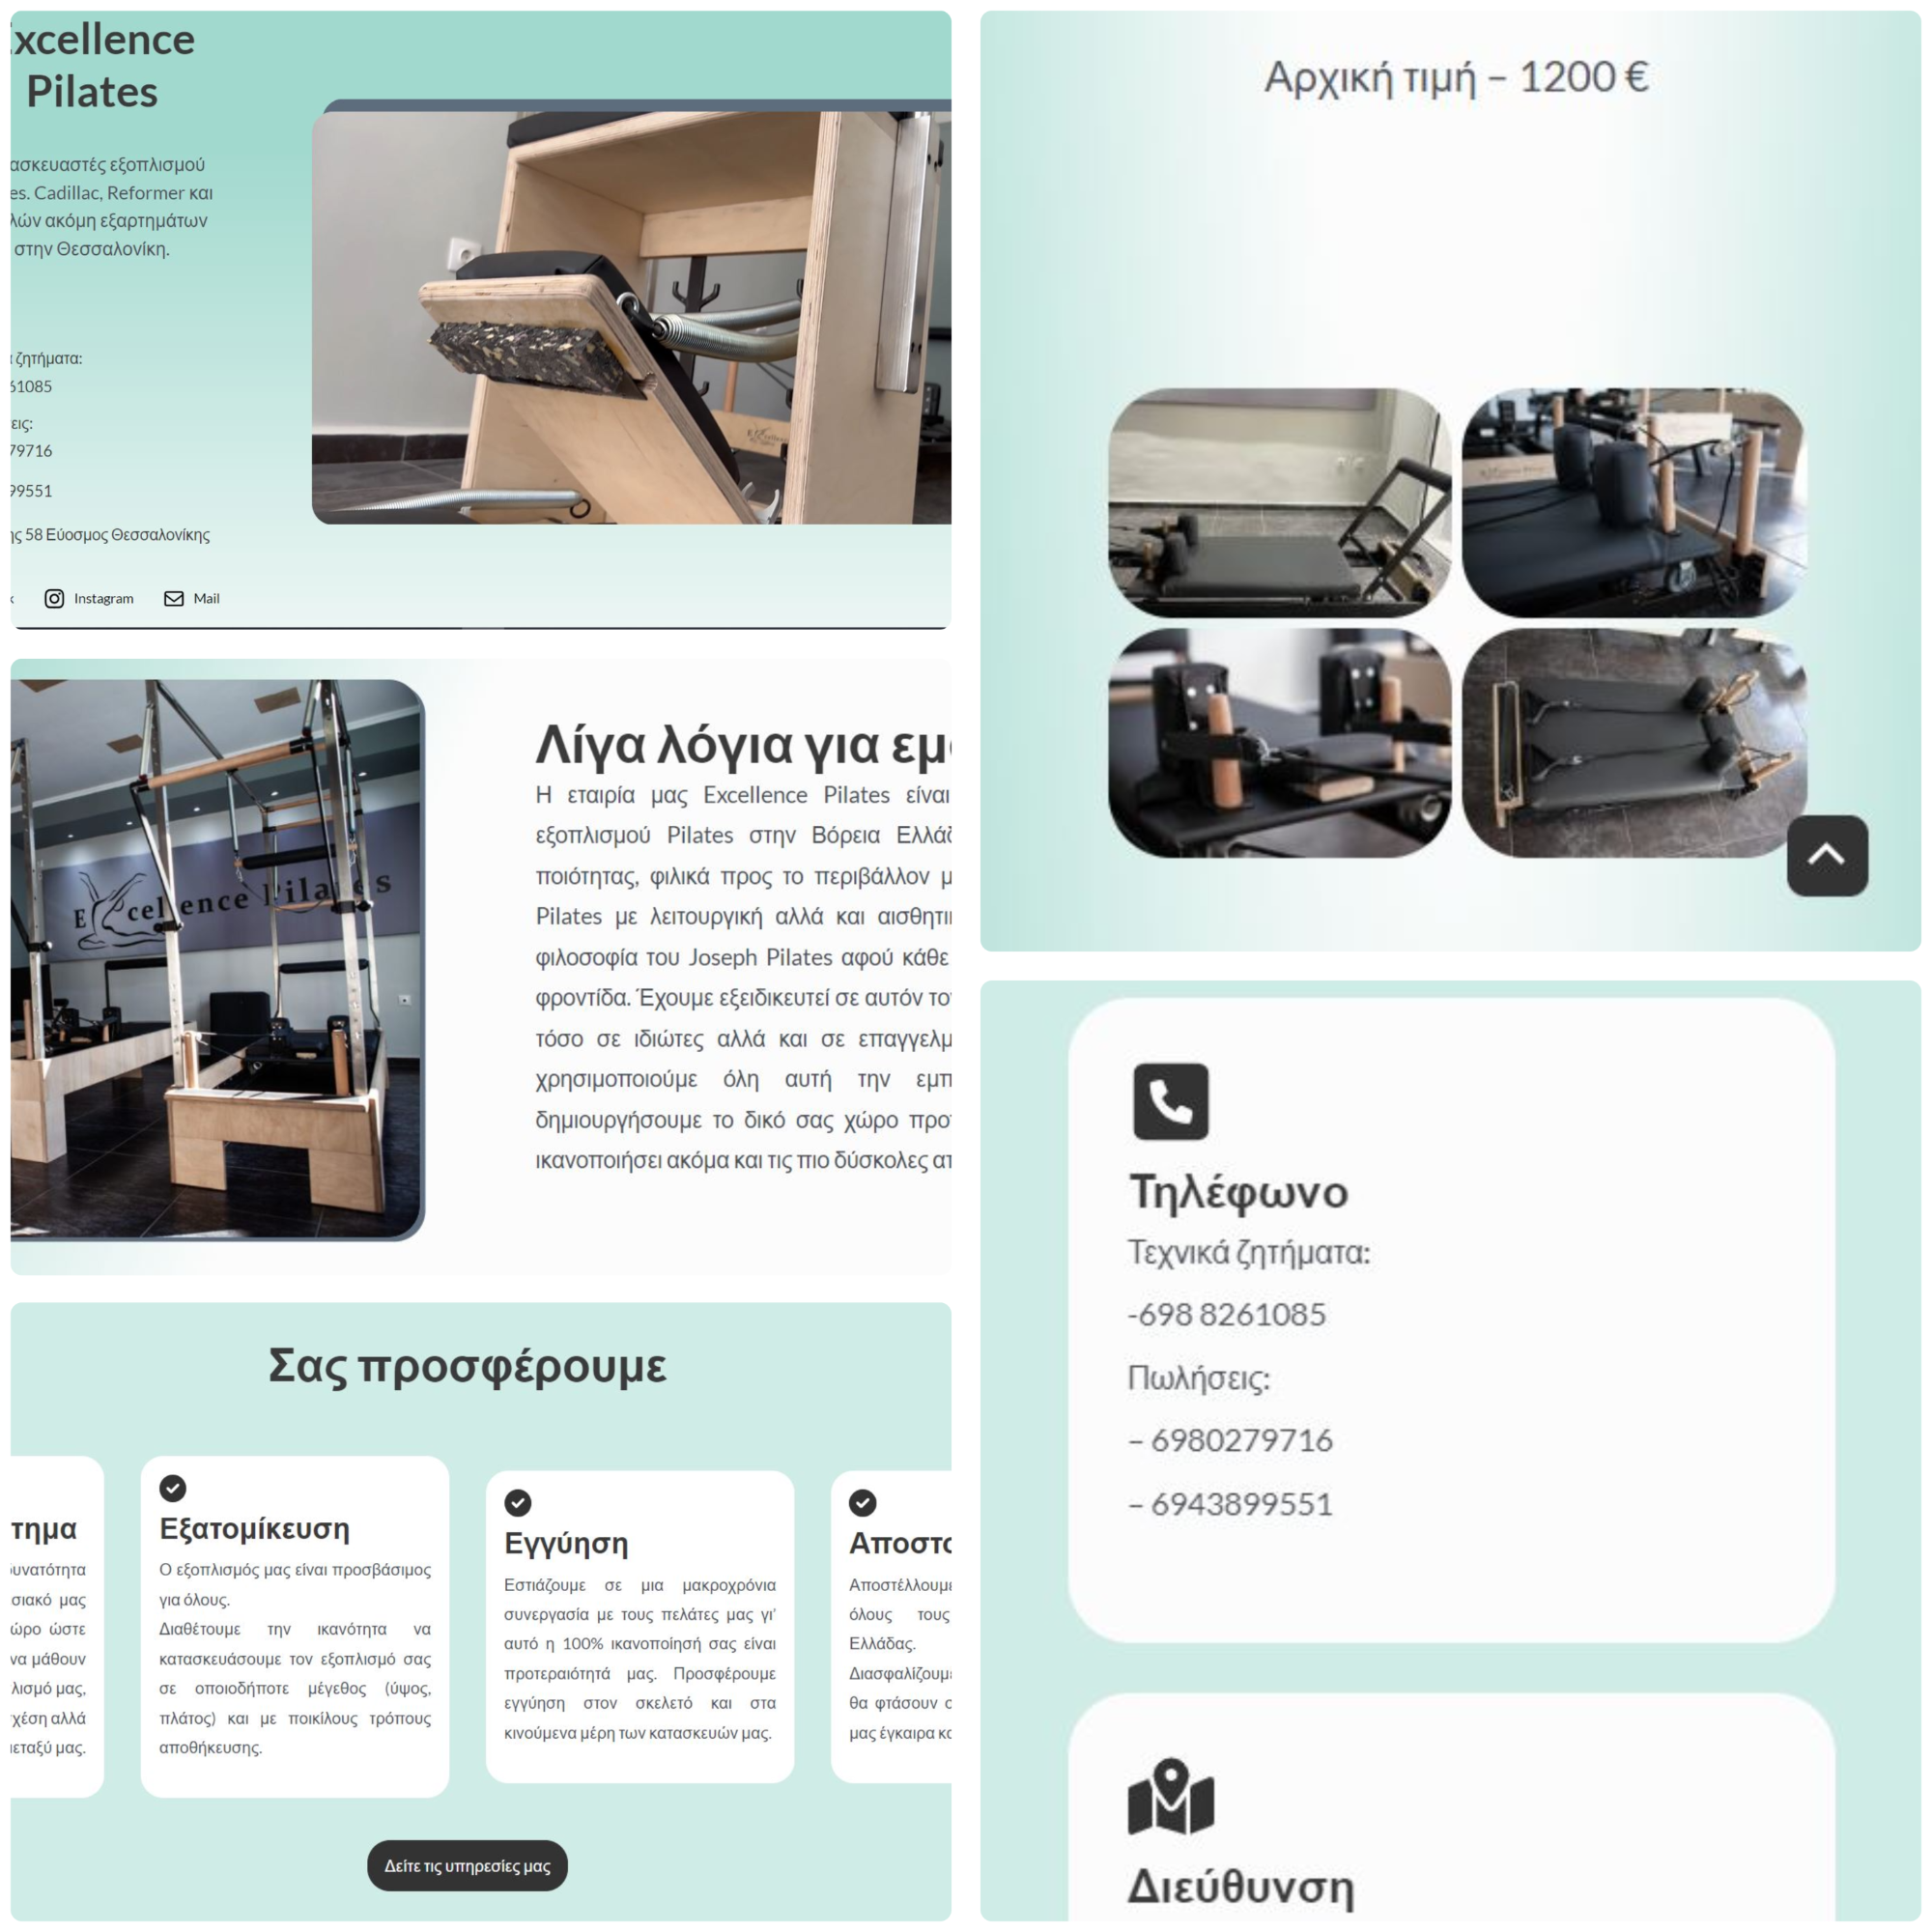 xcellence
Pilates
ασκευαστές εξοπλισμού
es. Cadillac, Reformer και
λών ακόμη εξαρτημάτων
στην Θεσσαλονίκη.
ζητήματα:
61085
εις:
79716
99551
ης 58 Εύοσμος Θεσσαλονίκης
Instagram
Mail
Excellence Pilates
Λίγα λόγια για εμ
Η εταιρία μας Excellence Pilates είναι
εξοπλισμού Pilates στην Βόρεια Ελλάδ
ποιότητας, φιλικά προς το περιβάλλον μ
Pilates με λειτουργική αλλά και αισθητι
φιλοσοφία του Joseph Pilates αφού κάθε
φροντίδα. Έχουμε εξειδικευτεί σε αυτόν το
τόσο σε ιδιώτες αλλά και σε επαγγελμ
χρησιμοποιούμε όλη αυτή την εμπ
δημιουργήσουμε το δικό σας χώρο προ
ικανοποιήσει ακόμα και τις πιο δύσκολες απ
Σας προσφέρουμε
τημα
υνατότητα
σιακό μας
ώρο ώστε
να μάθουν
λισμό μας,
χέση αλλά
εταξύ μας.
Εξατομίκευση
Ο εξοπλισμός μας είναι προσβάσιμος
για όλους.
Διαθέτουμε την ικανότητα να
κατασκευάσουμε τον εξοπλισμό σας
σε οποιοδήποτε μέγεθος (ύψος,
πλάτος) και με ποικίλους τρόπους
αποθήκευσης.
Εγγύηση
Εστιάζουμε σε μια μακροχρόνια
συνεργασία με τους πελάτες μας γι'
αυτό η 100% ικανοποίησή σας είναι
προτεραιότητά μας. Προσφέρουμε
εγγύηση στον σκελετό και στα
κινούμενα μέρη των κατασκευών μας.
Αποστο
Αποστέλλουμε
όλους τους
Ελλάδας.
Διασφαλίζουμε
θα φτάσουν σ
μας έγκαιρα κα
Δείτε τις υπηρεσίες μας
Αρχική τιμή – 1200 €
Τηλέφωνο
Τεχνικά ζητήματα:
-698 8261085
Πωλήσεις:
– 6980279716
– 6943899551
Διεύθυνση